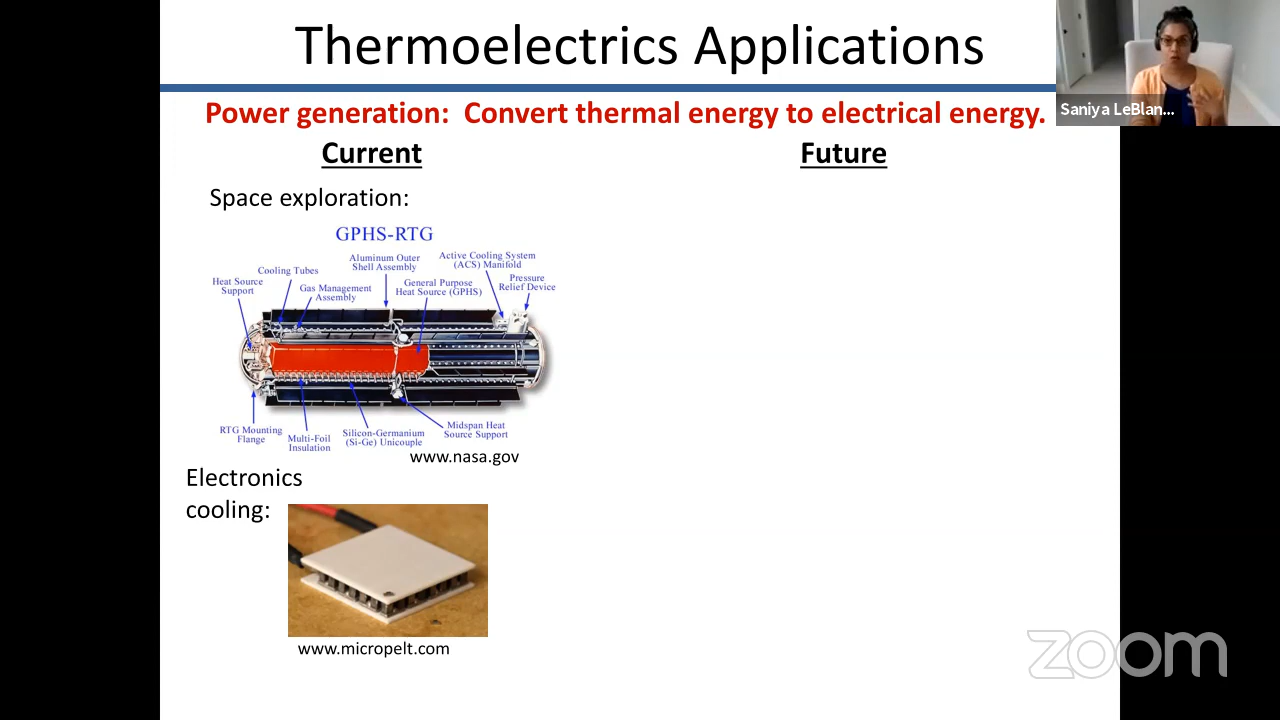 Thermoelectrics Applications
Saniya LeBlan...
Power generation: Convert thermal energy to electrical energy.
Current
Future
Space exploration:
GPHS-RTG
Aluminum Outer
Shell Assembly
Active Cooling System
(ACS) Manifold
Cooling Tubes
Heat Source
Support
Gas Management
Assembly
General Purpose
Heat Source (GPHS)
Pressure
Relief Device
RTG Mounting
Flange
Multi-Foil
Insulation
Silicon-Germanium
(Si-Ge) Unicouple
Midspan Heat
Source Support
www.nasa.gov
Electronics
cooling:
www.micropelt.com
zoom